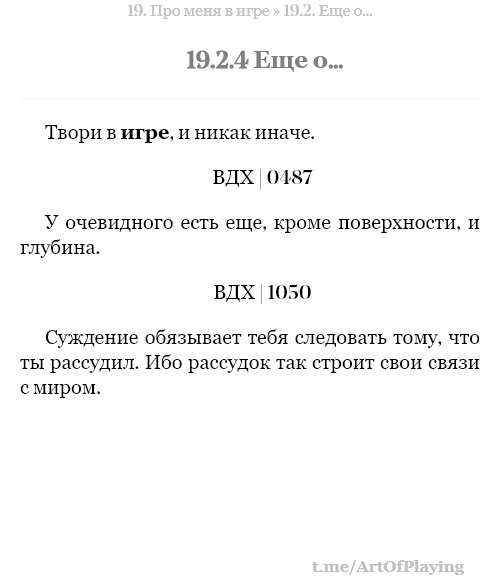 19. Про меня в игре » 19.2. Еще о...
19.2.4 Еще о...
Твори в игре, и никак иначе.
ВДХ | 0487
У очевидного есть еще, кроме поверхности, и
глубина.
ВДХ | 1050
Суждение обязывает тебя следовать тому, что
ты рассудил. Ибо рассудок так строит свои связи
с миром.
t.me/ArtOfPlaying